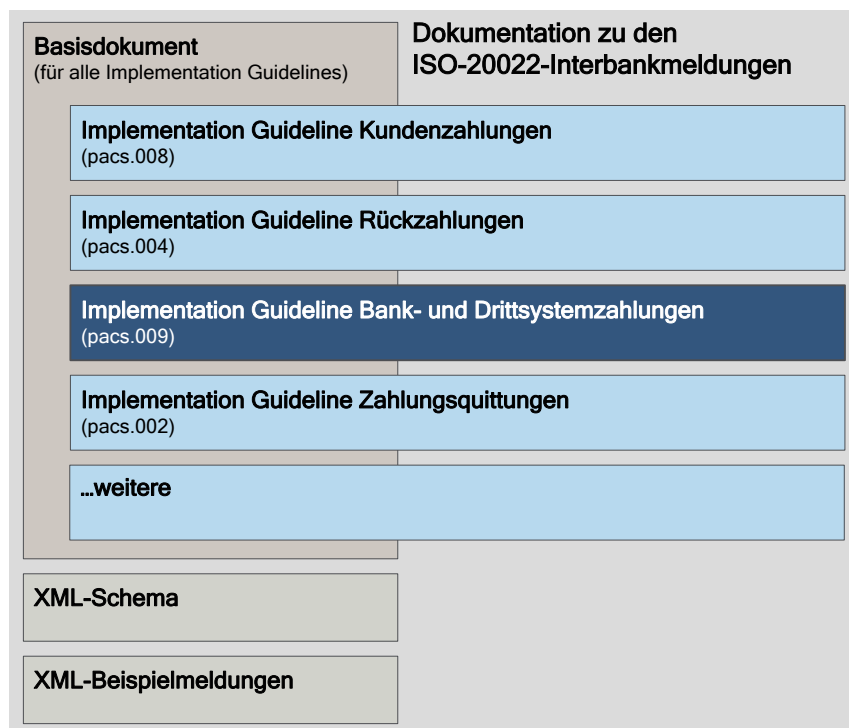 Basisdokument
(für alle Implementation Guidelines)
Dokumentation zu den
ISO-20022-Interbankmeldungen
Implementation Guideline Kundenzahlungen
(pacs.008)
Implementation Guideline Rückzahlungen
(pacs.004)
Implementation Guideline Bank- und Drittsystemzahlungen
(pacs.009)
Implementation Guideline Zahlungsquittungen
(pacs.002)
...weitere
XML-Schema
XML-Beispielmeldungen